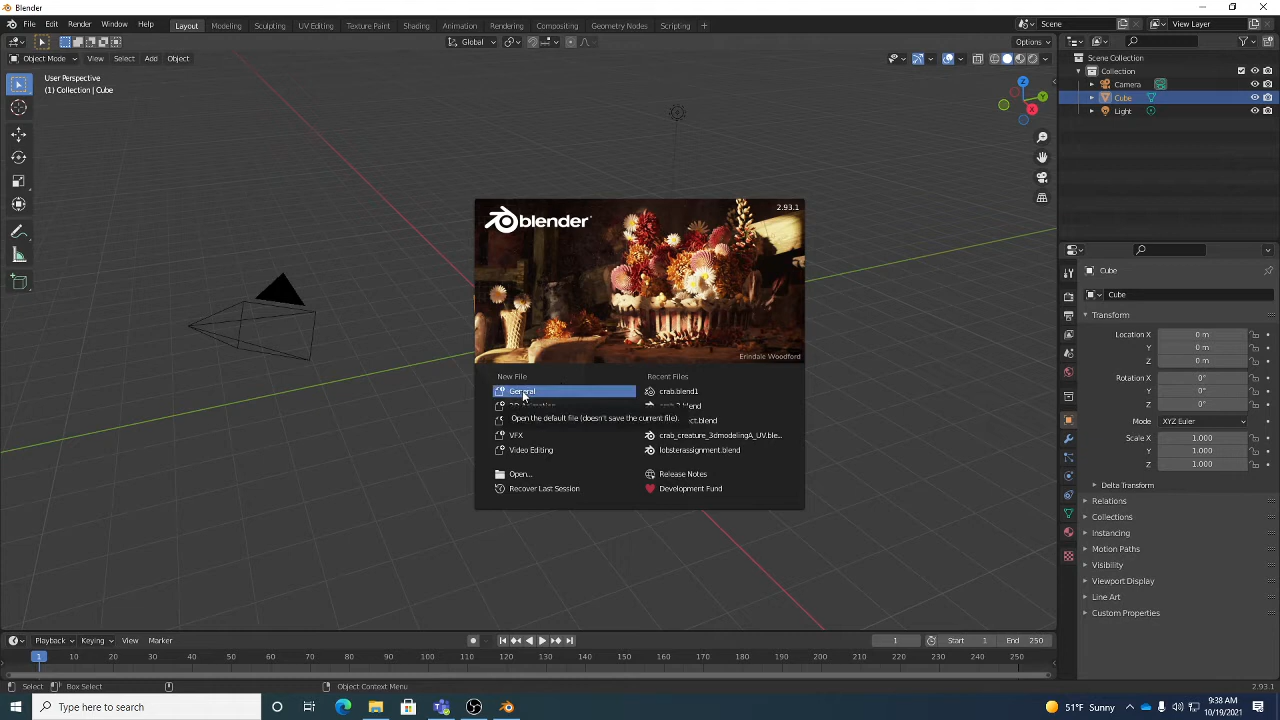 Blender
File Edit Render Window Help Layout Modeling Sculpting UV Editing Texture Paint Shading Animation Rendering Compositing Geometry Nodes Scripting + Scene View Layer
Global Options
Object Mode View Select Add Object
User Perspective
(1) Collection | Cube
Z
Y
X
Scene Collection
Collection
Camera
Cube
Light
blender
2.93.1
Erindale Woodford
New File Recent Files
General crab.blend1
Open the default file (doesn't save the current file).
VFX crab_creature_3dmodelingA_UV.ble...
Video Editing lobsterassignment.blend
Open... Release Notes
Recover Last Session Development Fund
Cube
Cube
Transform
Location X 0 m
Y 0 m
Z 0 m
Rotation X 0°
Y 0°
Z 0°
Mode XYZ Euler
Scale X 1.000
Y 1.000
Z 1.000
Delta Transform
Relations
Collections
Instancing
Motion Paths
Visibility
Viewport Display
Line Art
Custom Properties
Playback Keying View Marker 1 Start 1 End 250
1 10 20 30 40 50 60 70 80 90 100 110 120 130 140 150 160 170 180 190 200 210 220 230 240 250
Select Box Select Object Context Menu 2.93.1
Type here to search 51°F Sunny 9:38 AM
10/19/2021